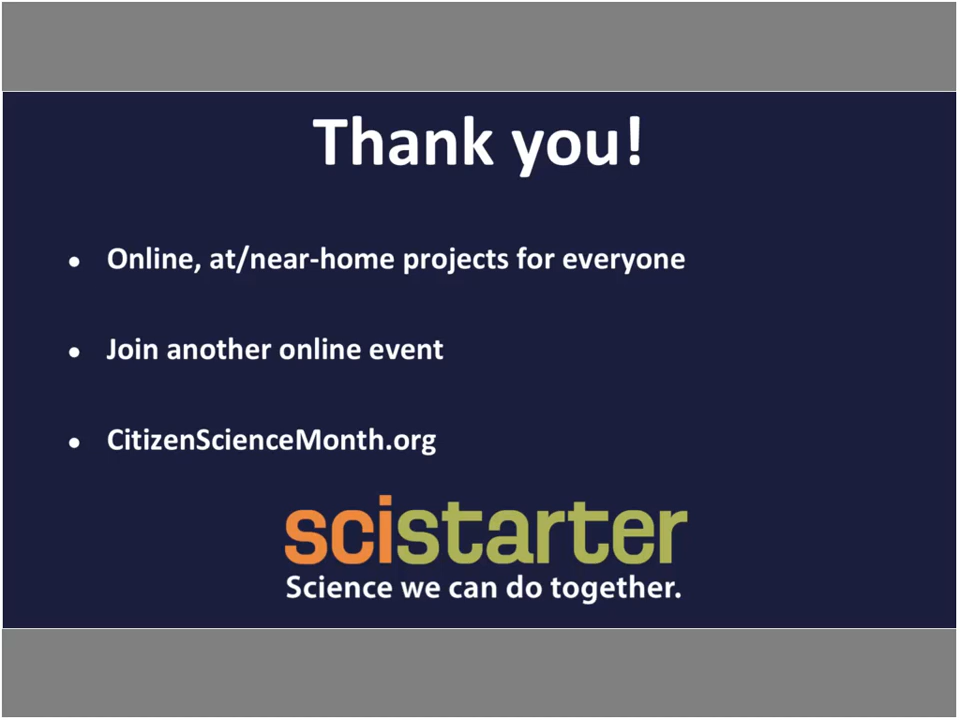 Thank you!
• Online, at/near-home projects for everyone
• Join another online event
• CitizenScienceMonth.org
scistarter
Science we can do together.